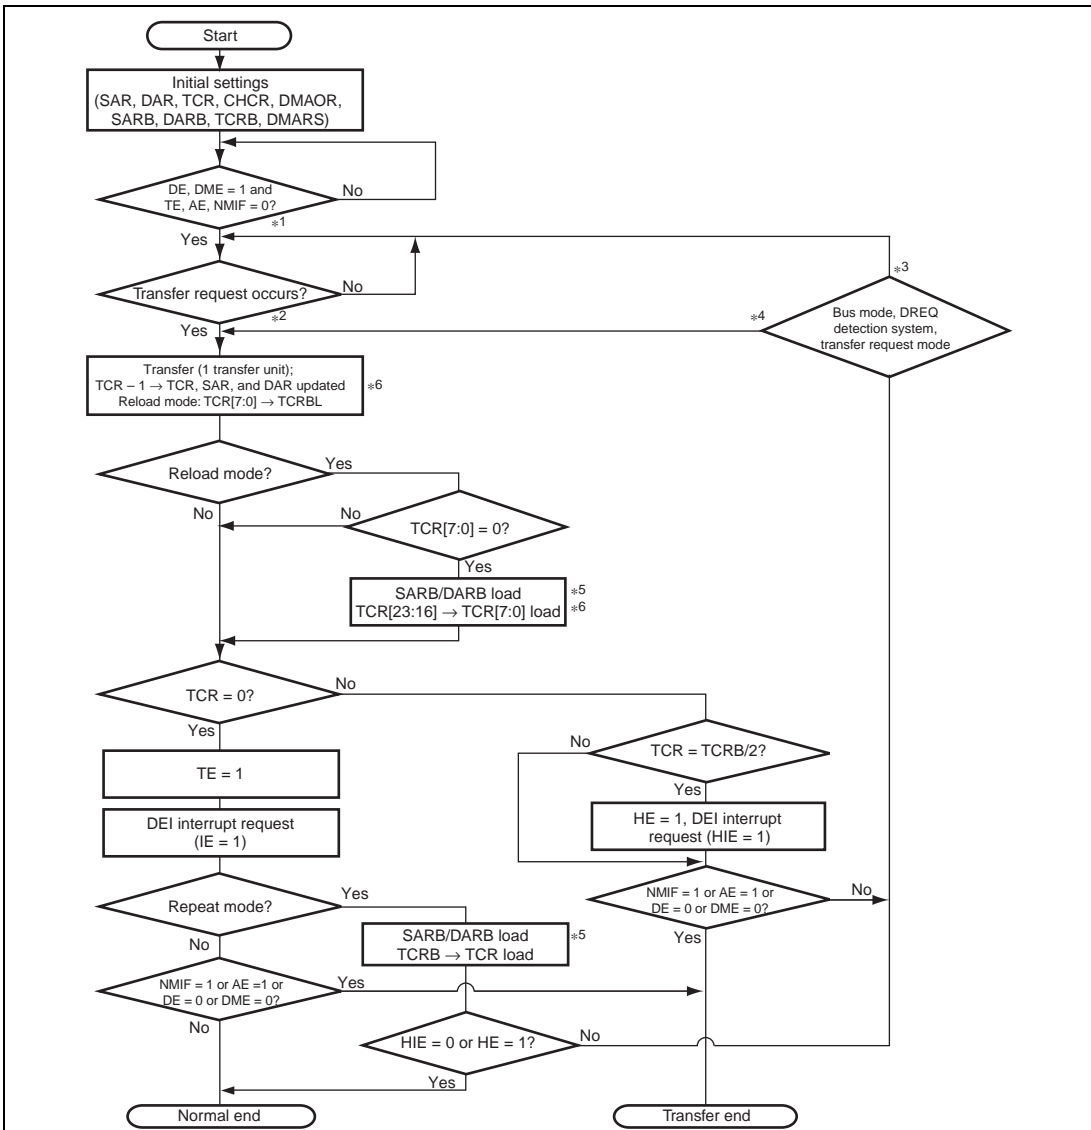 Start
Initial settings
(SAR, DAR, TCR, CHCR, DMAOR,
SARB, DARB, TCRB, DMARS)
DE, DME = 1 and
TE, AE, NMIF = 0?
No
*1
Yes
*3
Transfer request occurs?
No
*2
Yes
*4
Bus mode, DREQ
detection system,
transfer request mode
Transfer (1 transfer unit);
TCR – 1 → TCR, SAR, and DAR updated
Reload mode: TCR[7:0] → TCRBL
*6
Reload mode?
Yes
No
No
TCR[7:0] = 0?
Yes
SARB/DARB load
*5
TCR[23:16] → TCR[7:0] load
*6
TCR = 0?
No
Yes
No
TCR = TCRB/2?
Yes
TE = 1
HE = 1, DEI interrupt
request (HIE = 1)
DEI interrupt request
(IE = 1)
NMIF = 1 or AE = 1 or
DE = 0 or DME = 0?
No
Yes
Repeat mode?
Yes
No
SARB/DARB load
TCRB → TCR load
*5
NMIF = 1 or AE =1 or
DE = 0 or DME = 0?
Yes
No
HIE = 0 or HE = 1?
No
Yes
Normal end
Transfer end